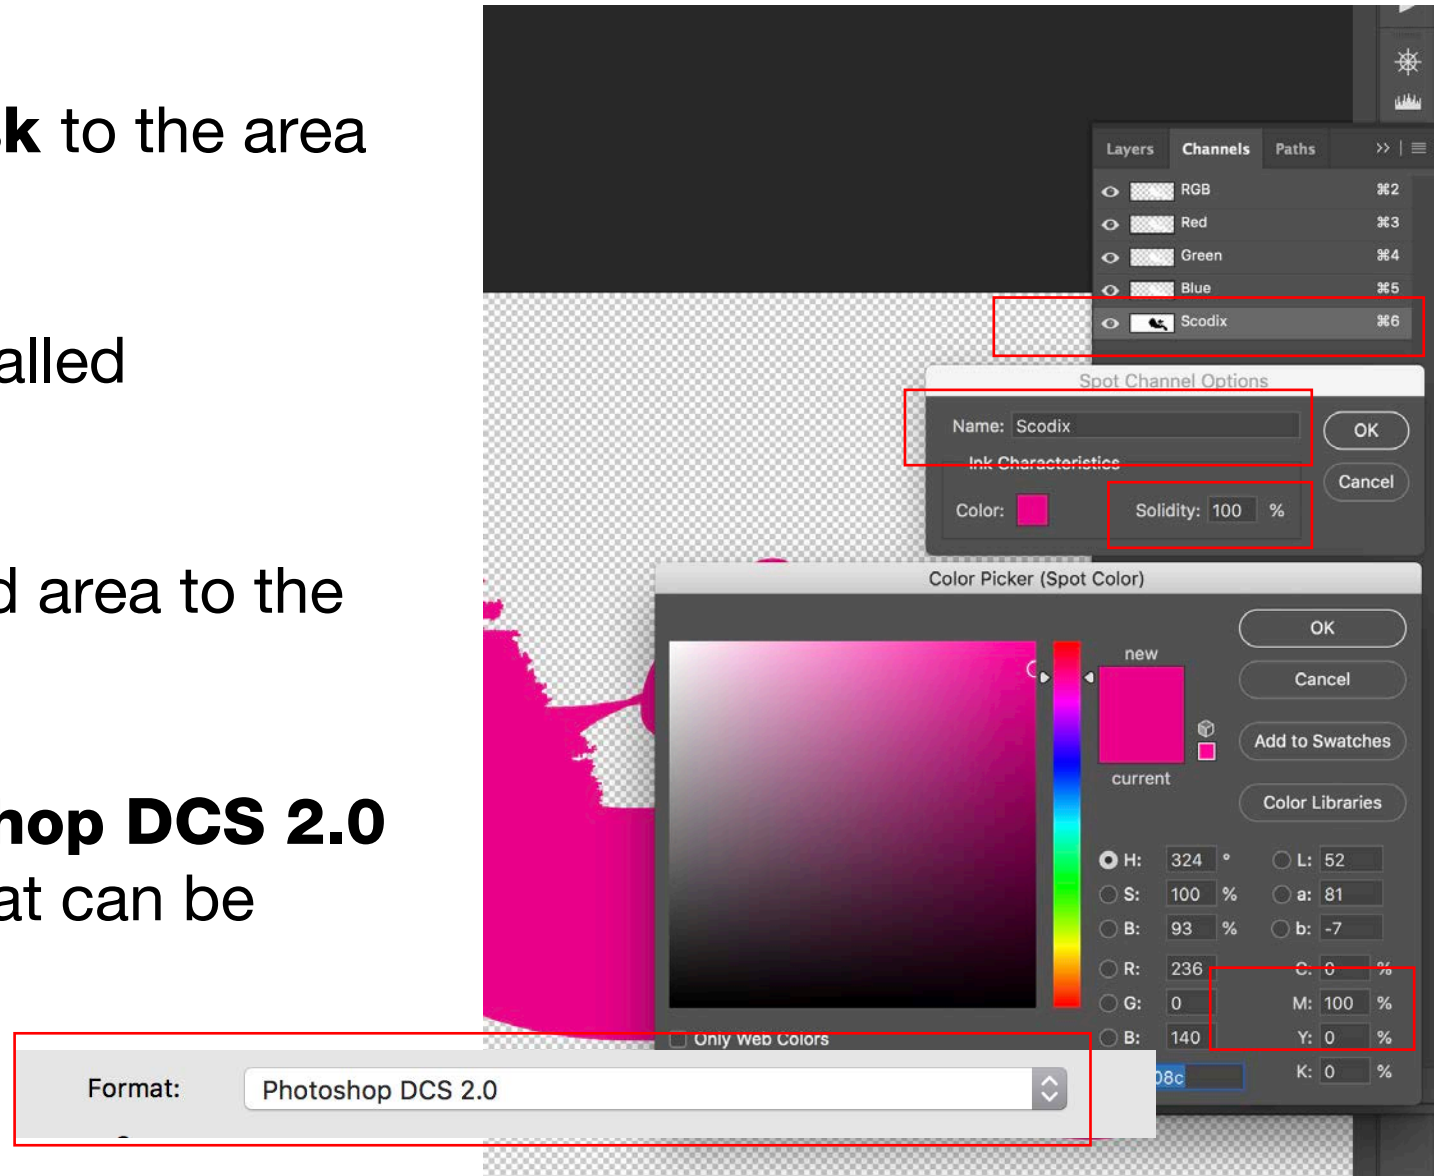 to the area
alled
area to the
DCS 2.0
at can be
Layers Channels Paths
RGB ⌘2
Red ⌘3
Green ⌘4
Blue ⌘5
Scodix ⌘6
Spot Channel Options
Name: Scodix
OK
Ink Characteristics
Cancel
Color:
Solidity: 100 %
Color Picker (Spot Color)
OK
new
Cancel
Add to Swatches
current
Color Libraries
H: 324 °
L: 52
S: 100 %
a: 81
B: 93 %
b: -7
R: 236
C: 0 %
G: 0
M: 100 %
Only Web Colors
B: 140
Y: 0 %
08c
K: 0 %
Format: Photoshop DCS 2.0